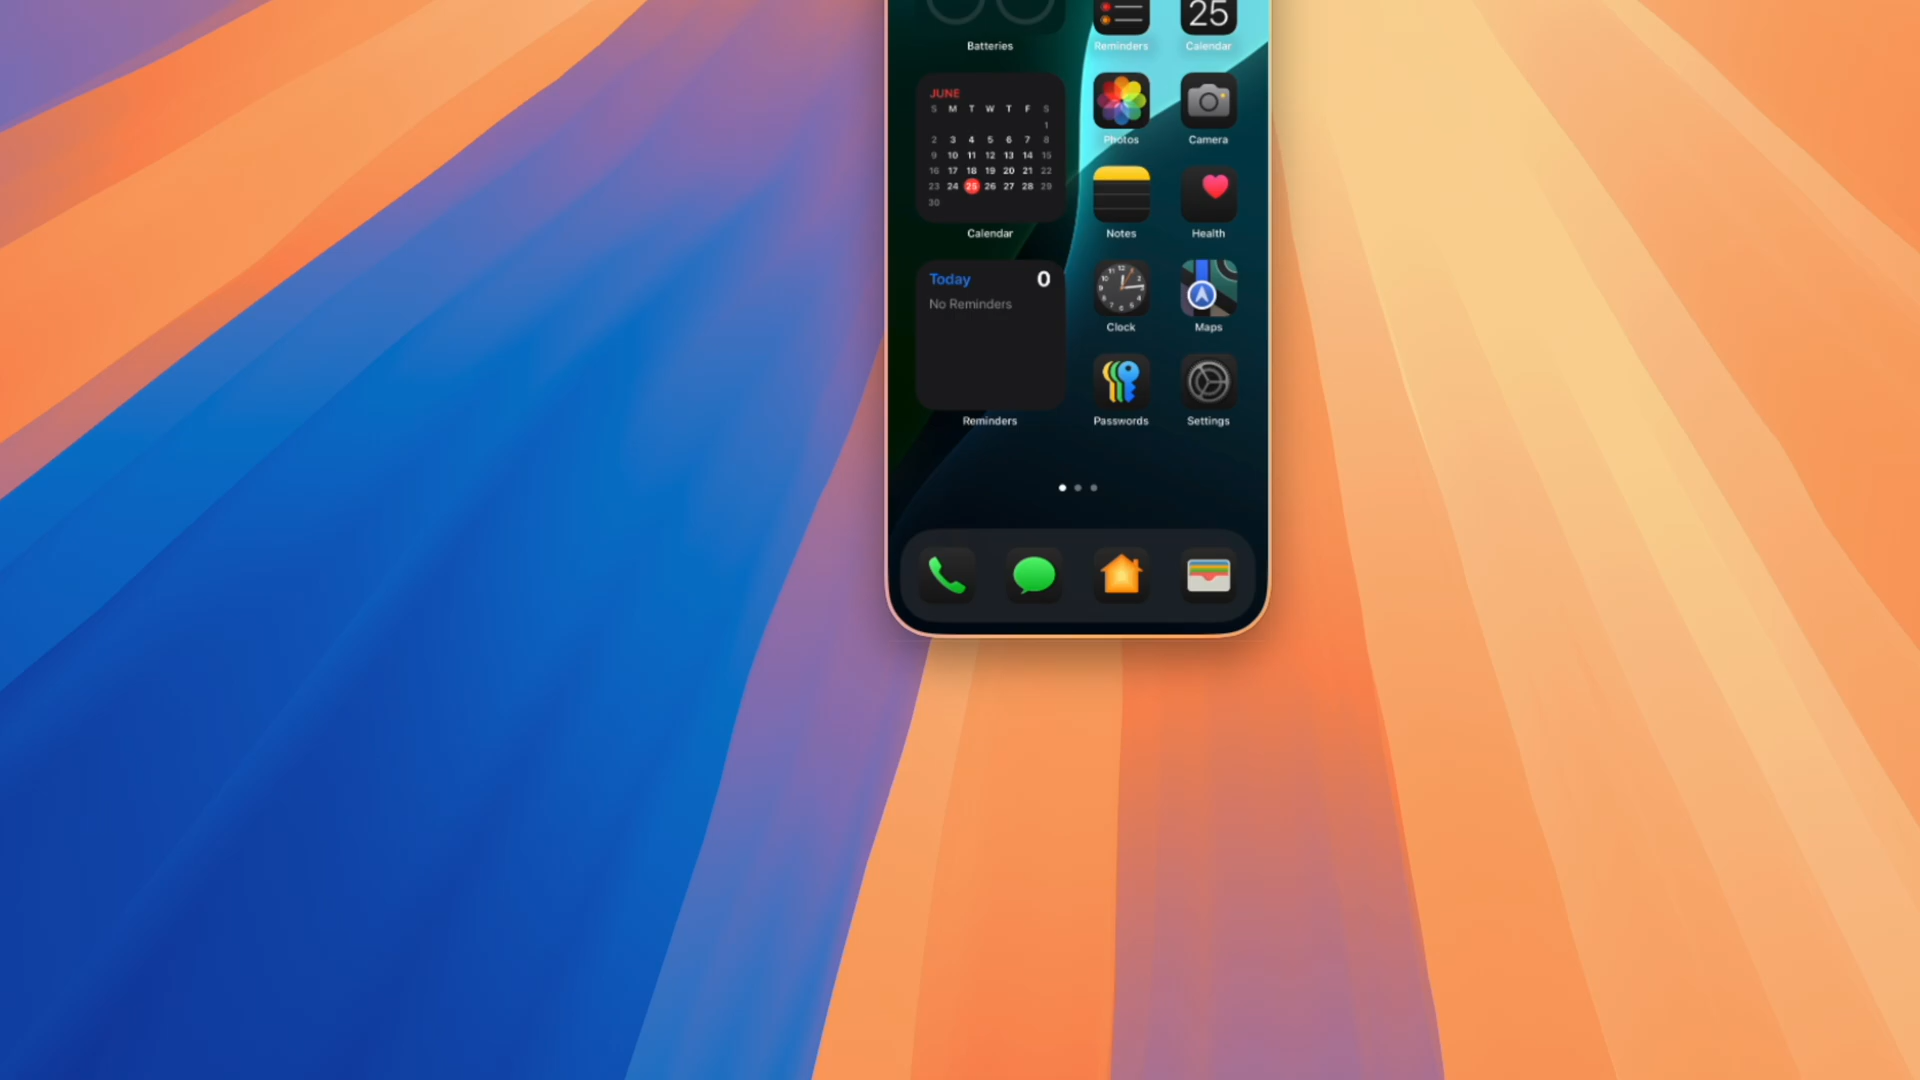 25
Batteries
Reminders
Calendar
JUNE
S M T W T F S
1
2 3 4 5 6 7 8
9 10 11 12 13 14 15
16 17 18 19 20 21 22
23 24 25 26 27 28 29
30
Calendar
Photos
Camera
Notes
Health
Today 0
No Reminders
Reminders
Clock
Maps
Passwords
Settings